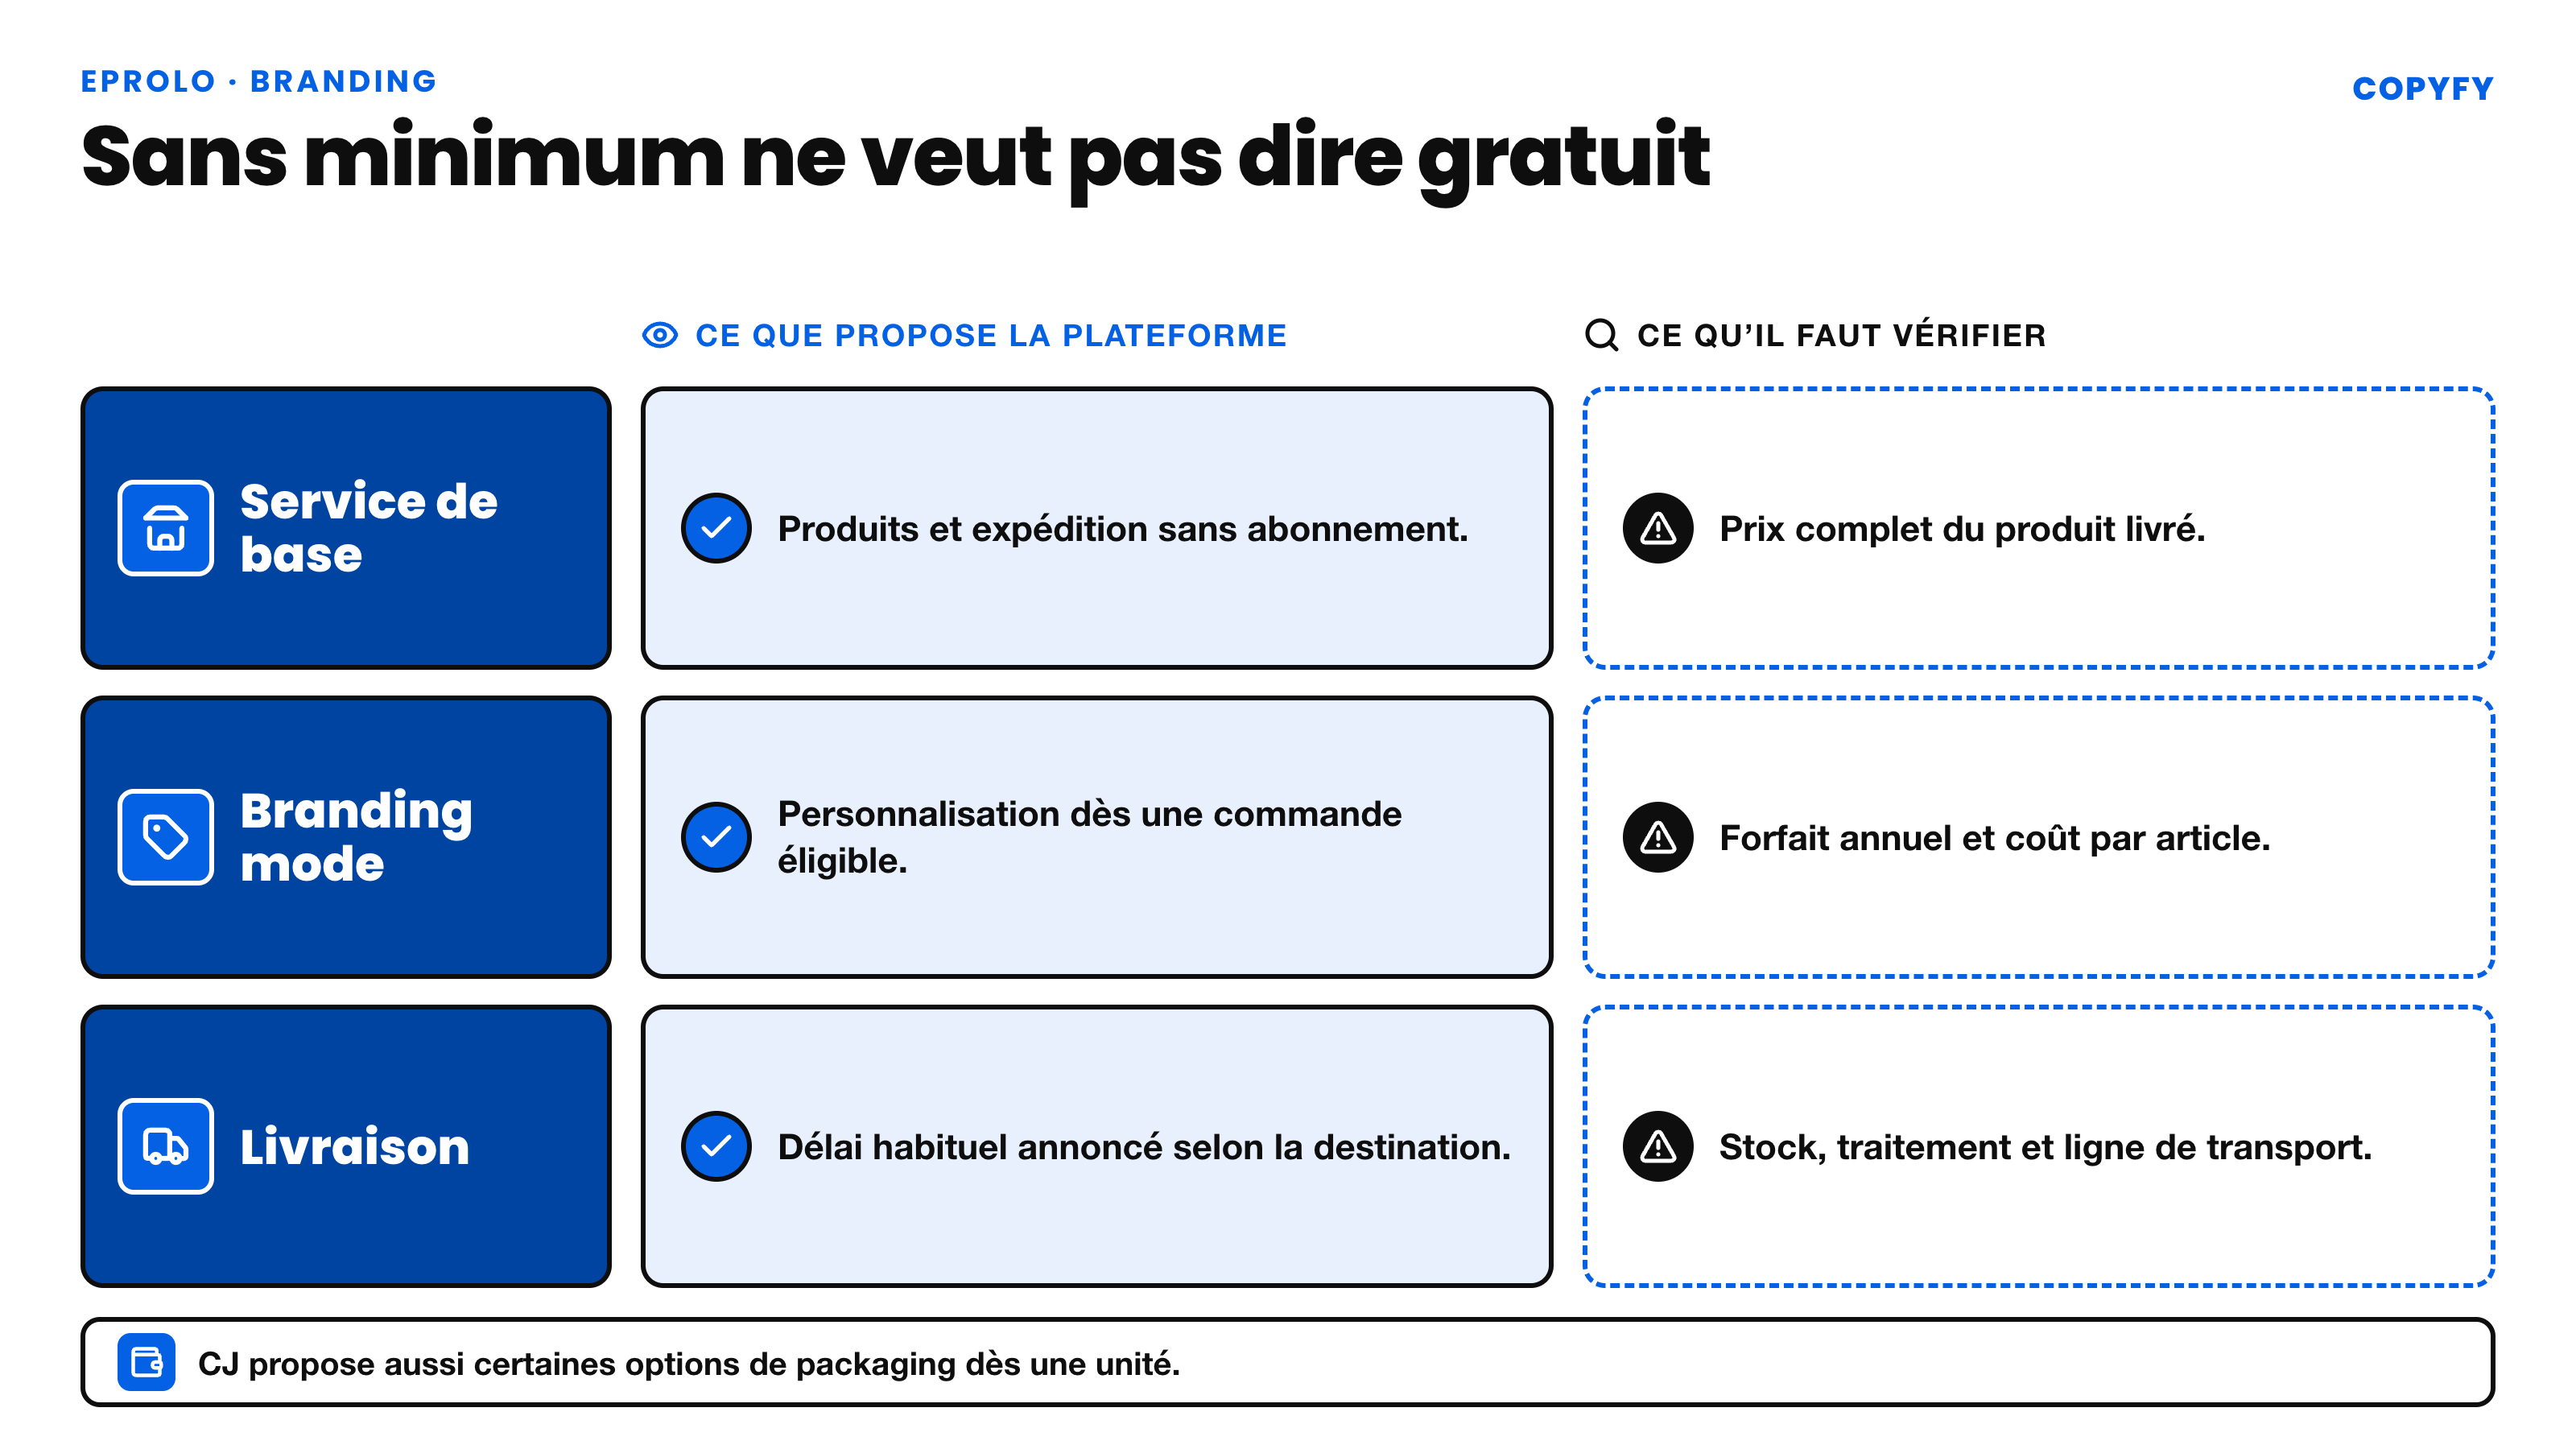 EPROLO · BRANDING
COPYFY
Sans minimum ne veut pas dire gratuit
CE QUE PROPOSE LA PLATEFORME
CE QU’IL FAUT VÉRIFIER
Service de
base
Produits et expédition sans abonnement.
Prix complet du produit livré.
Branding
mode
Personnalisation dès une commande
éligible.
Forfait annuel et coût par article.
Livraison
Délai habituel annoncé selon la destination.
Stock, traitement et ligne de transport.
CJ propose aussi certaines options de packaging dès une unité.